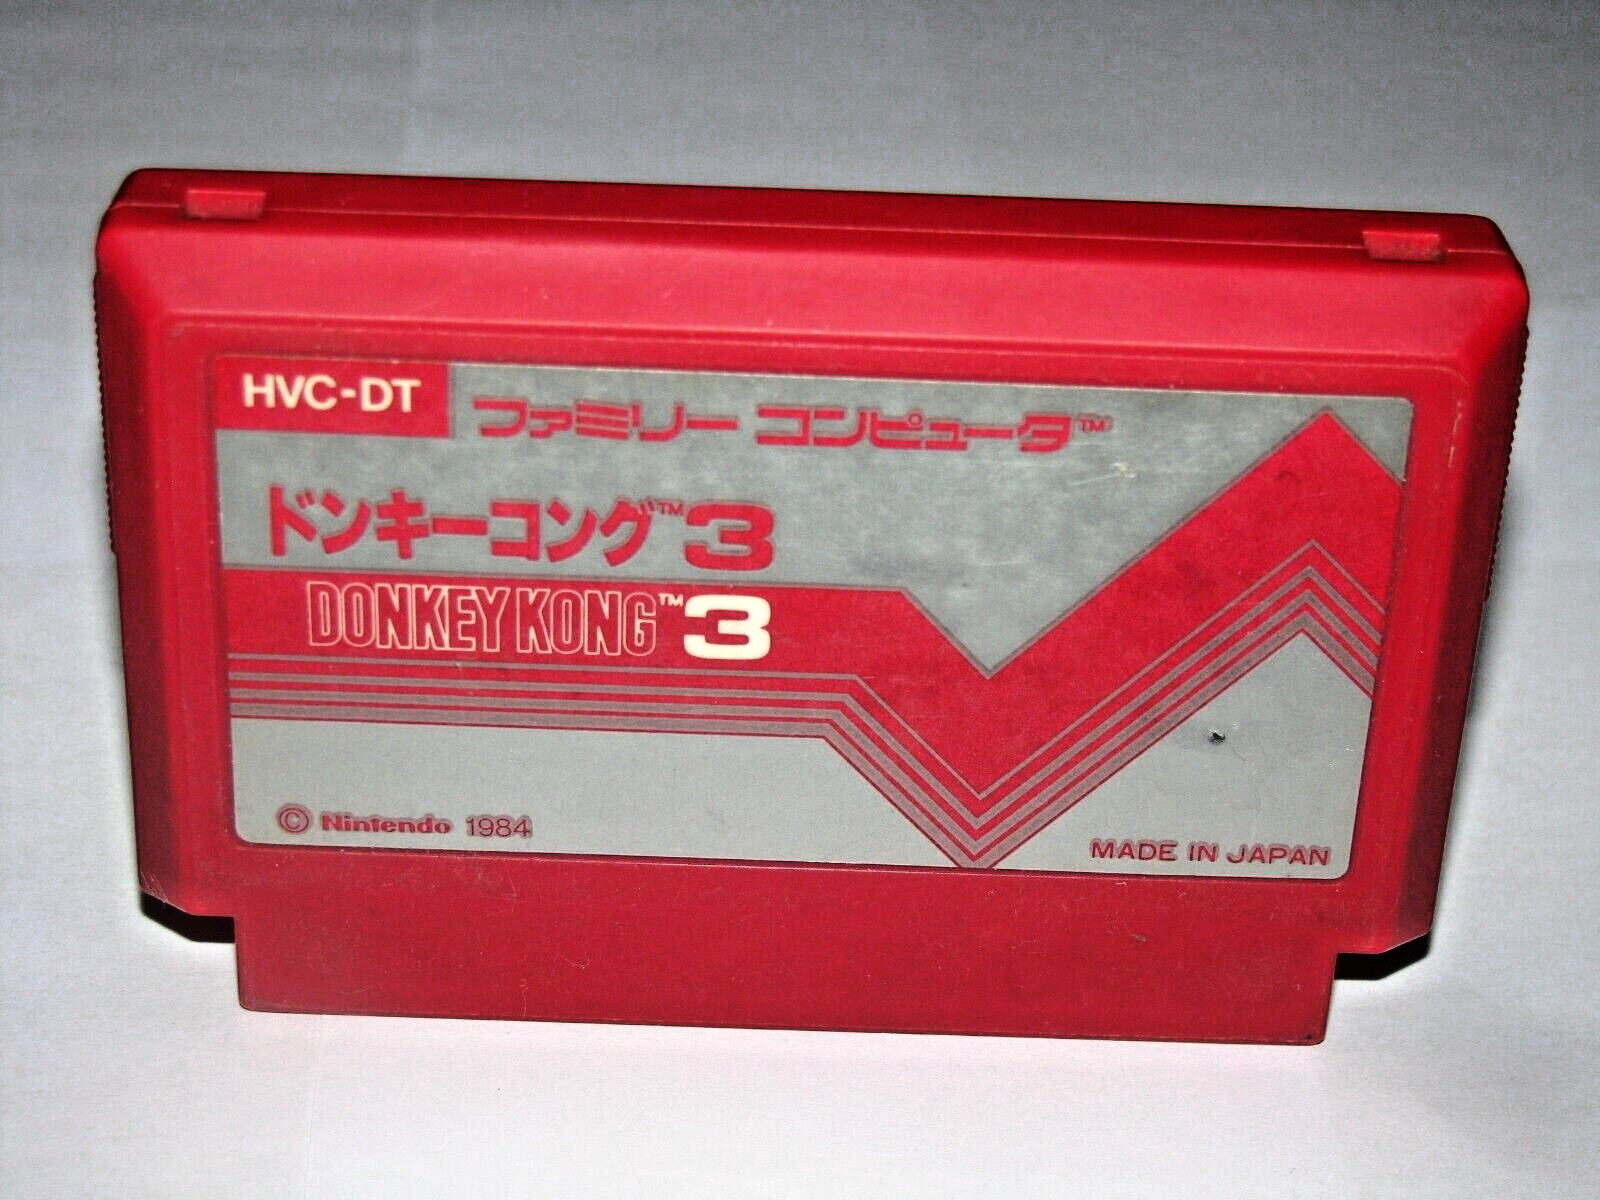 HVC-DT
ファミリー コンピュータ™
ドンキーコング™3
DONKEY KONG™3
© Nintendo 1984
MADE IN JAPAN